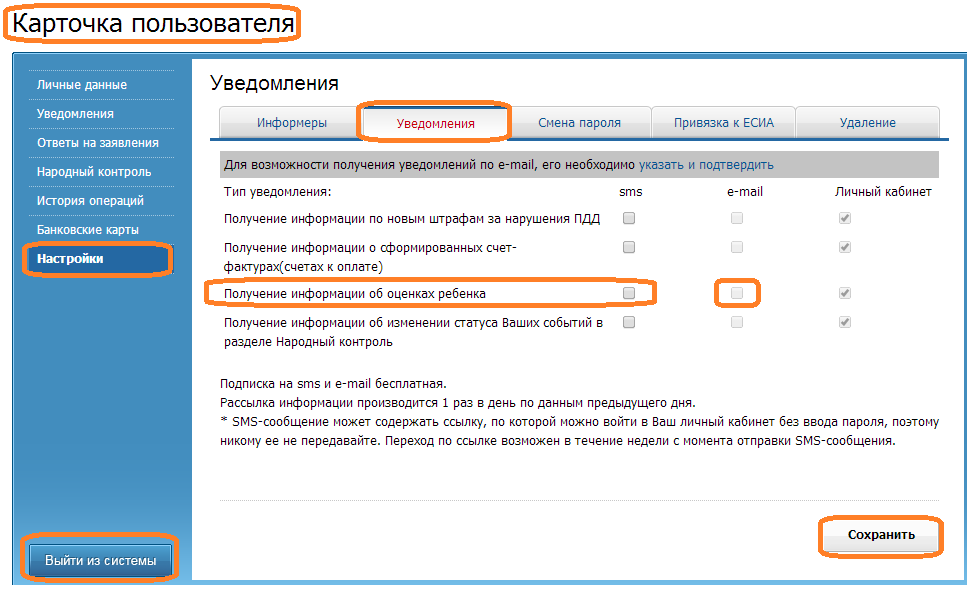 Карточка пользователя
Личные данные
Уведомления
Ответы на заявления
Народный контроль
История операций
Банковские карты
Настройки
Выйти из системы
Уведомления
Информеры Уведомления Смена пароля Привязка к ЕСИА Удаление
Для возможности получения уведомлений по e-mail, его необходимо указать и подтвердить
Тип уведомления: sms e-mail Личный кабинет
Получение информации по новым штрафам за нарушения ПДД
Получение информации о сформированных счет-
фактурах(счетах к оплате)
Получение информации об оценках ребенка
Получение информации об изменении статуса Ваших событий в
разделе Народный контроль
Подписка на sms и e-mail бесплатная.
Рассылка информации производится 1 раз в день по данным предыдущего дня.
* SMS-сообщение может содержать ссылку, по которой можно войти в Ваш личный кабинет без ввода пароля, поэтому
никому ее не передавайте. Переход по ссылке возможен в течение недели с момента отправки SMS-сообщения.
Сохранить